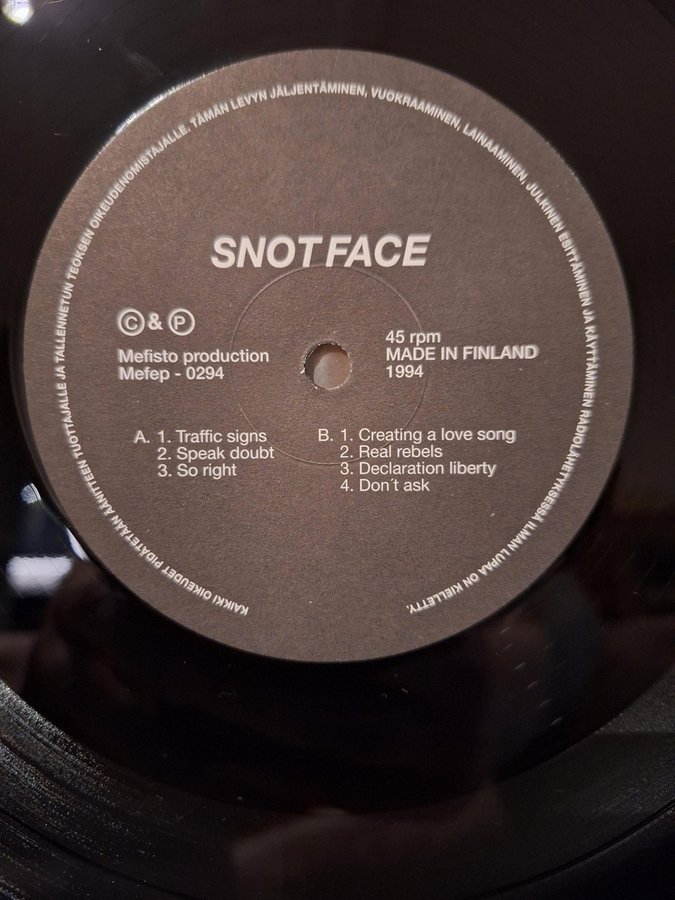 SNOT FACE
© & ℗
Mefisto production
Mefep - 0294
45 rpm
MADE IN FINLAND
1994
A. 1. Traffic signs
2. Speak doubt
3. So right
B. 1. Creating a love song
2. Real rebels
3. Declaration liberty
4. Don´t ask
KAIKKI OIKEUDET PIDÄTETÄÄN ÄÄNITTEEN TUOTTAJALLE JA TALLENNETUN TEOKSEN OIKEUDENOMISTAJALLE. TÄMÄN LEVYN JÄLJENTÄMINEN, VUOKRAAMINEN, LAINAAMINEN, JULKINEN ESITTÄMINEN JA KÄYTTÄMINEN RADIOLÄHETYKSESSÄ ILMAN LUPAA ON KIELLETTY.